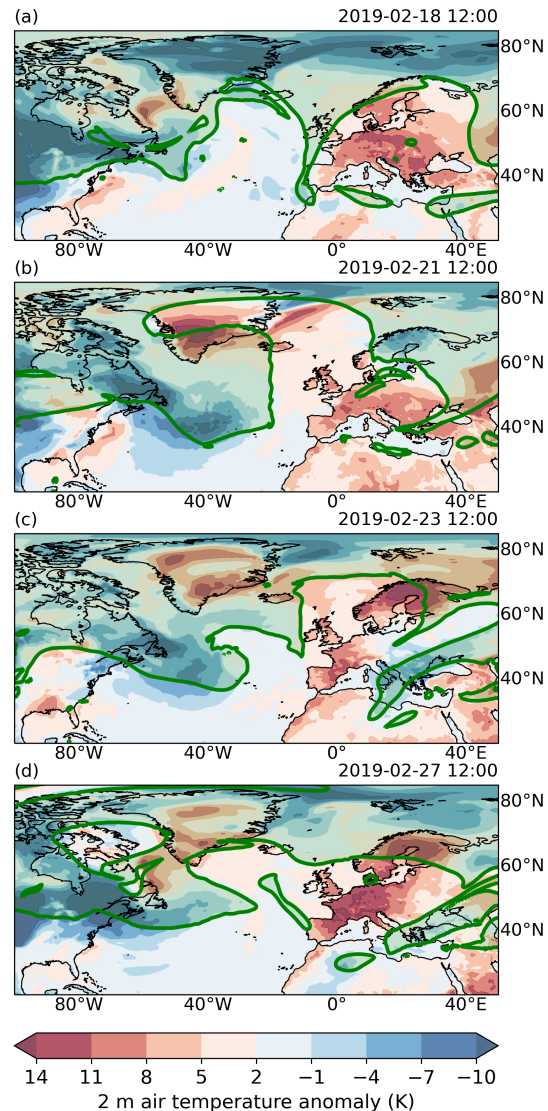 (a) 2019-02-18 12:00
80°N
60°N
40°N
80°W 40°W 0° 40°E
(b) 2019-02-21 12:00
80°N
60°N
40°N
80°W 40°W 0° 40°E
(c) 2019-02-23 12:00
80°N
60°N
40°N
80°W 40°W 0° 40°E
(d) 2019-02-27 12:00
80°N
60°N
40°N
80°W 40°W 0° 40°E
14 11 8 5 2 −1 −4 −7 −10
2 m air temperature anomaly (K)